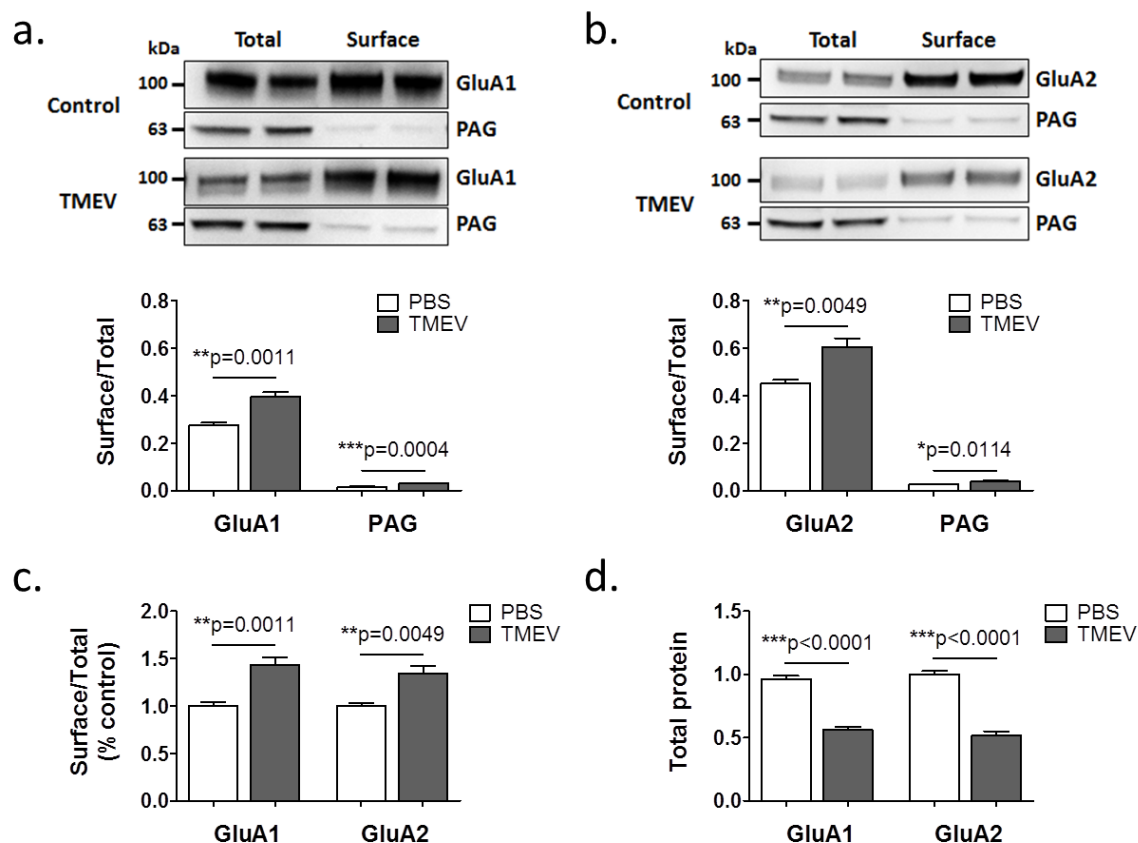 a.
kDa Total Surface
Control
100 GluA1
63 PAG
TMEV
100 GluA1
63 PAG
Surface/Total
0.8
0.6
0.4
0.2
0.0
PBS
TMEV
**p=0.0011
***p=0.0004
GluA1 PAG
b.
kDa Total Surface
Control
100 GluA2
63 PAG
TMEV
100 GluA2
63 PAG
Surface/Total
0.8
0.6
0.4
0.2
0.0
PBS
TMEV
**p=0.0049
*p=0.0114
GluA2 PAG
c.
Surface/Total
(% control)
2.0
1.5
1.0
0.5
0.0
PBS
TMEV
**p=0.0011 **p=0.0049
GluA1 GluA2
d.
Total protein
1.5
1.0
0.5
0.0
PBS
TMEV
***p<0.0001 ***p<0.0001
GluA1 GluA2